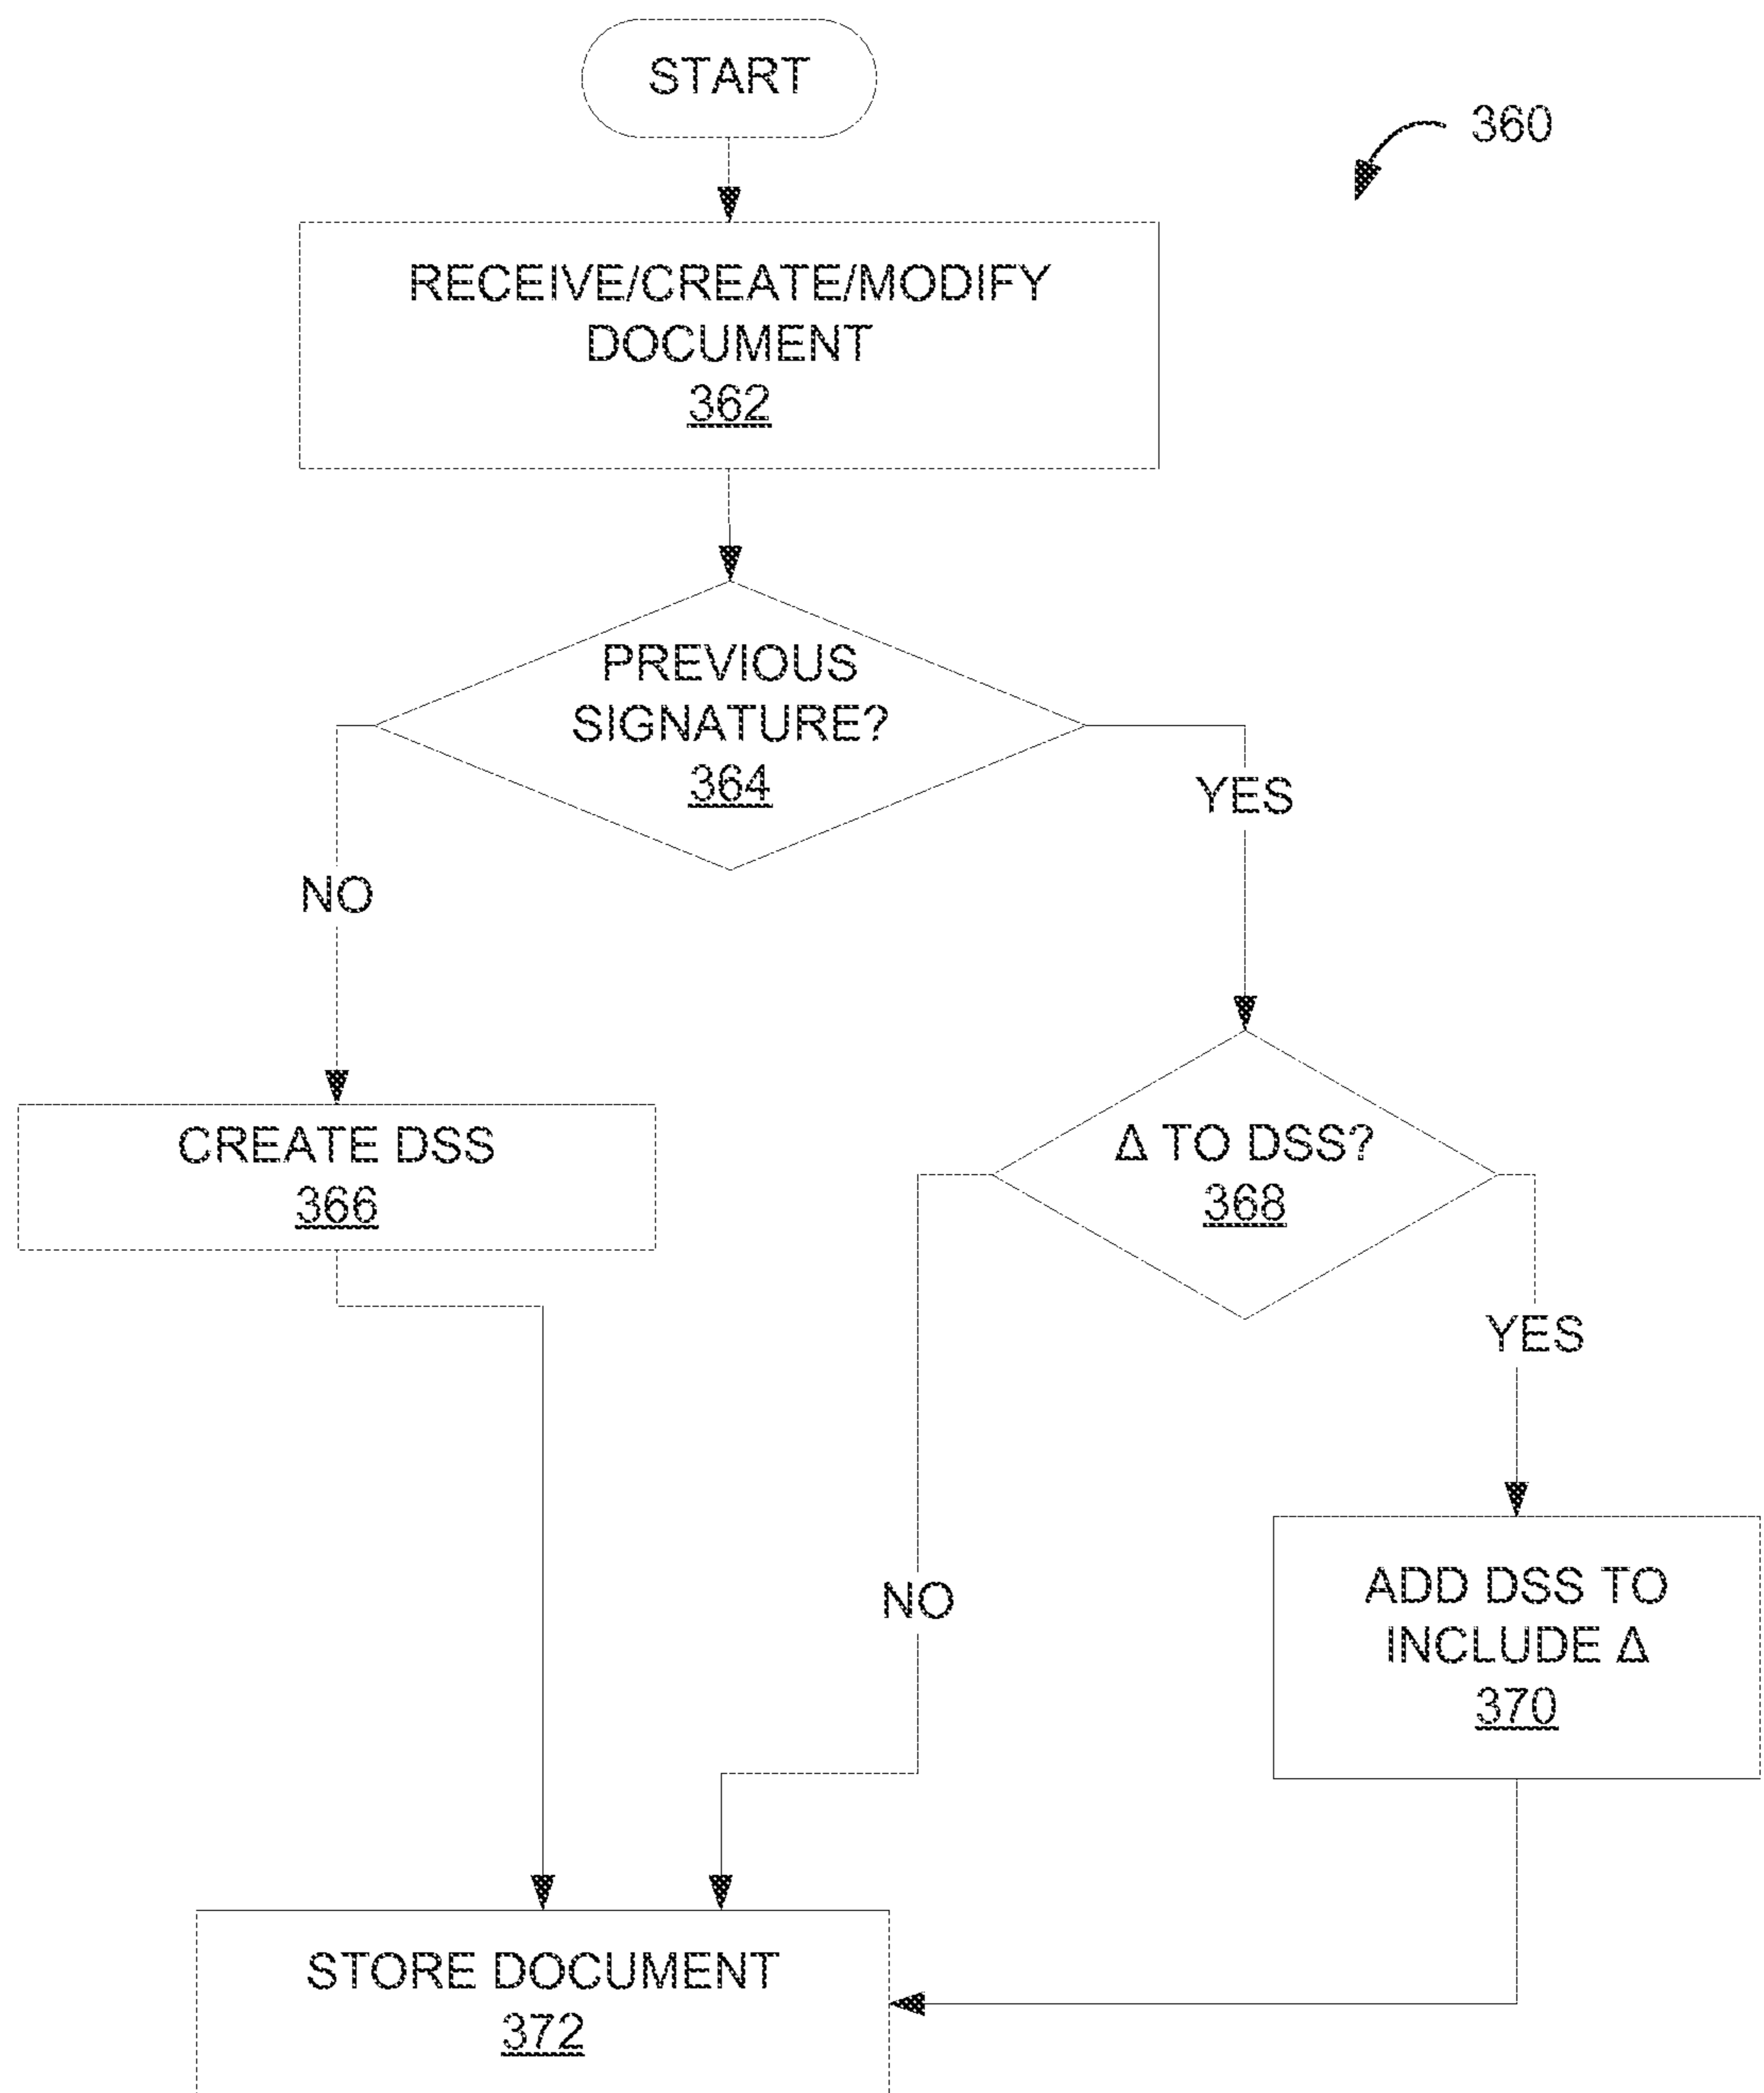 START
360
RECEIVE/CREATE/MODIFY
DOCUMENT
362
PREVIOUS
SIGNATURE?
364
YES
NO
CREATE DSS
366
Δ TO DSS?
368
YES
NO
ADD DSS TO
INCLUDE Δ
370
STORE DOCUMENT
372